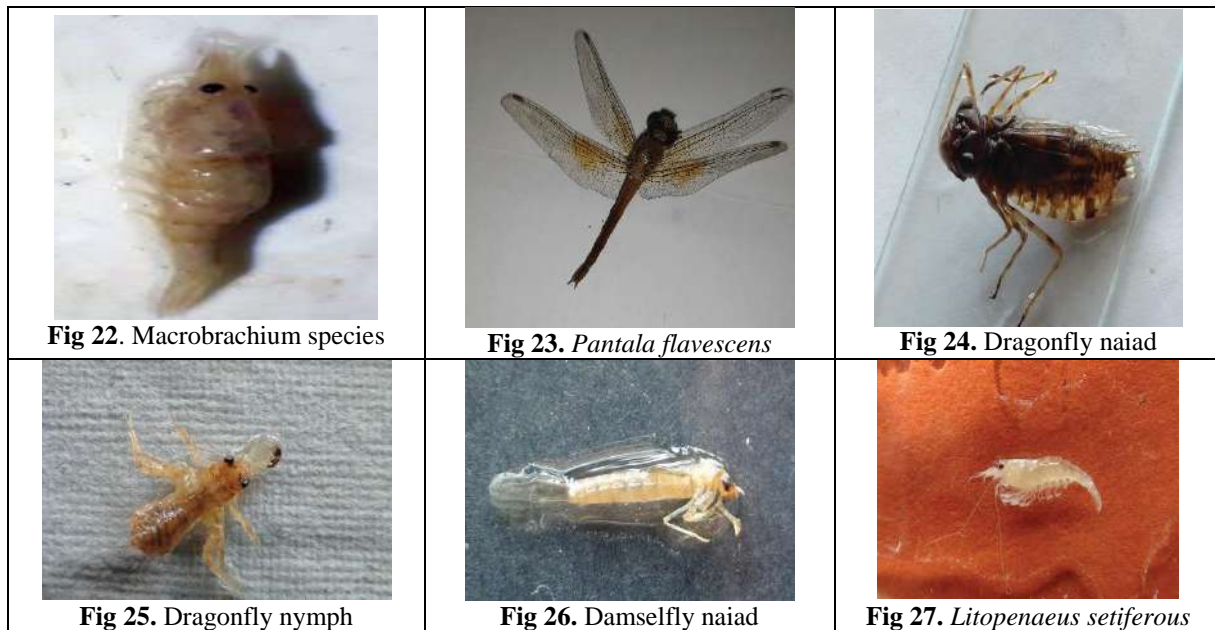 Fig 22. Macrobrachium species
Fig 23. Pantala flavescens
Fig 24. Dragonfly naiad
Fig 25. Dragonfly nymph
Fig 26. Damselfly naiad
Fig 27. Litopenaeus setiferous